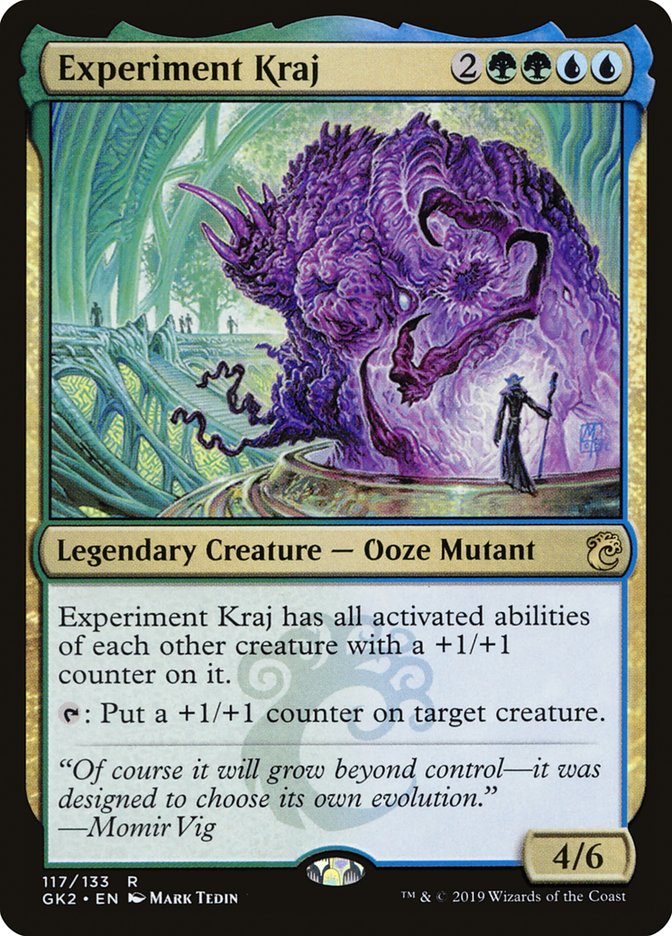 Experiment Kraj 2
Legendary Creature — Ooze Mutant
Experiment Kraj has all activated abilities
of each other creature with a +1/+1
counter on it.
: Put a +1/+1 counter on target creature.
“Of course it will grow beyond control—it was
designed to choose its own evolution.”
—Momir Vig
4/6
117/133 R
GK2 • EN Mark Tedin
™ & © 2019 Wizards of the Coast